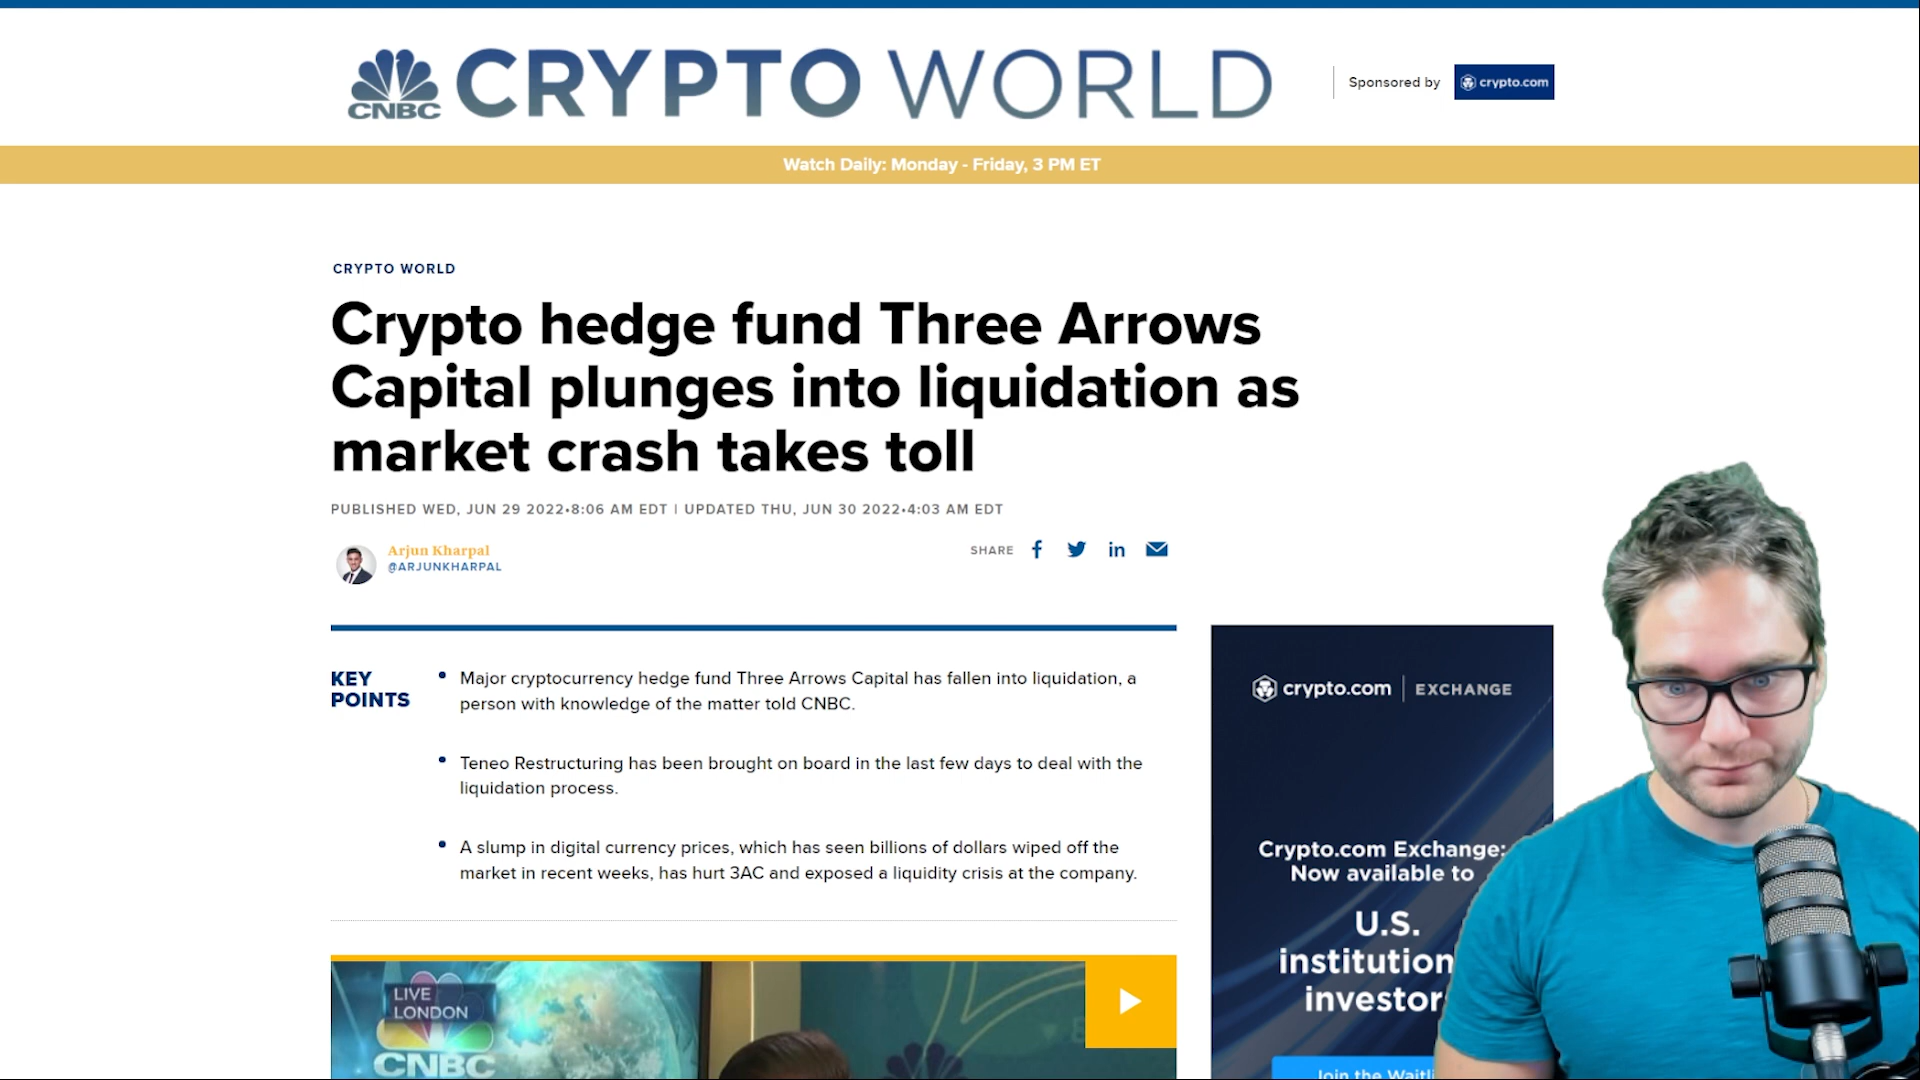 CNBC CRYPTO WORLD
Sponsored by crypto.com
Watch Daily: Monday - Friday, 3 PM ET
CRYPTO WORLD
Crypto hedge fund Three Arrows
Capital plunges into liquidation as
market crash takes toll
PUBLISHED WED, JUN 29 2022•8:06 AM EDT | UPDATED THU, JUN 30 2022•4:03 AM EDT
Arjun Kharpal
@ARJUNKHARPAL
SHARE
KEY
POINTS
• Major cryptocurrency hedge fund Three Arrows Capital has fallen into liquidation, a
person with knowledge of the matter told CNBC.
• Teneo Restructuring has been brought on board in the last few days to deal with the
liquidation process.
• A slump in digital currency prices, which has seen billions of dollars wiped off the
market in recent weeks, has hurt 3AC and exposed a liquidity crisis at the company.
LIVE
LONDON
CNBC
crypto.com | EXCHANGE
Crypto.com Exchange:
Now available to
U.S.
institution
investor
Join the Waitli